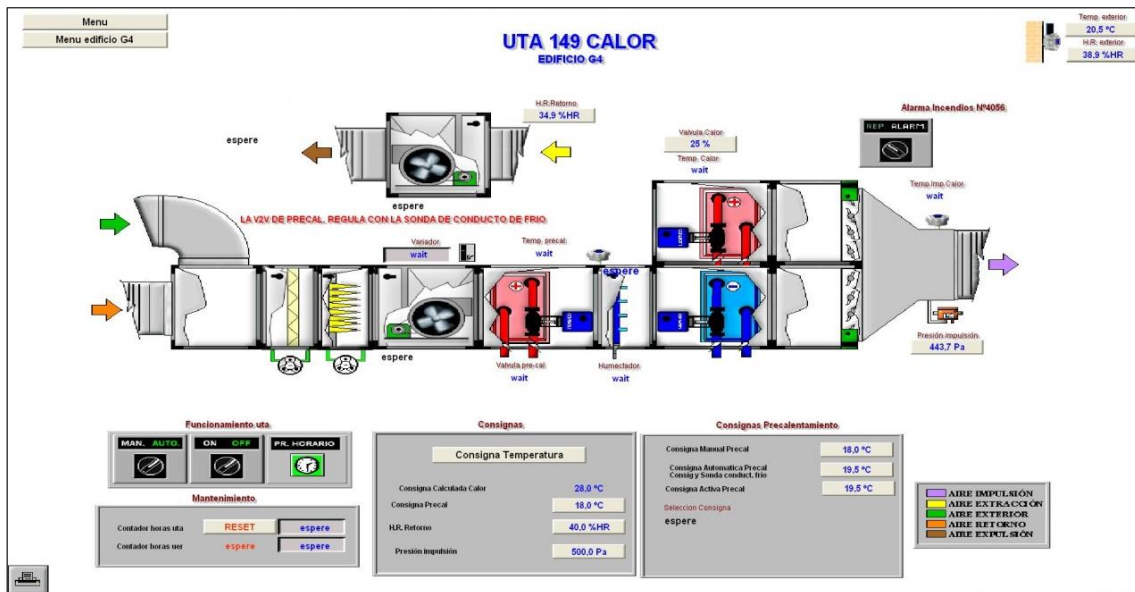 Menu
Menu edificio G4
UTA 149 CALOR
EDIFICIO G4
Temp. exterior
20,5 ºC
H.R. exterior
38,9 %HR
H.R.Retorno
34,9 %HR
espere
espere
Alarma Incendios Nº4056
REP. ALARM.
Valvula Calor
25 %
Temp. Calor
wait
Temp.Imp.Calor
wait
LA V2V DE PRECAL. REGULA CON LA SONDA DE CONDUCTO DE FRIO
Variador
wait
Temp. precal.
wait
espere
espere
Valvula pre-cal.
wait
Humectador
wait
Presión impulsión
443,7 Pa
Funcionamiento uta
MAN. AUTO.
ON OFF
PR. HORARIO
Mantenimiento
Contador horas uta
RESET
espere
Contador horas uer
espere
espere
Consignas
Consigna Temperatura
Consigna Calculada Calor
28,0 ºC
Consigna Precal
18,0 ºC
H.R. Retorno
40,0 %HR
Presión impulsión
500,0 Pa
Consignas Precalentamiento
Consigna Manual Precal
18,0 ºC
Consigna Automatica Precal
Consig y Sonda conduct. frio
19,5 ºC
Consigna Activa Precal
19,5 ºC
Seleccion Consigna
espere
AIRE IMPULSIÓN
AIRE EXTRACCIÓN
AIRE EXTERIOR
AIRE RETORNO
AIRE EXPULSIÓN